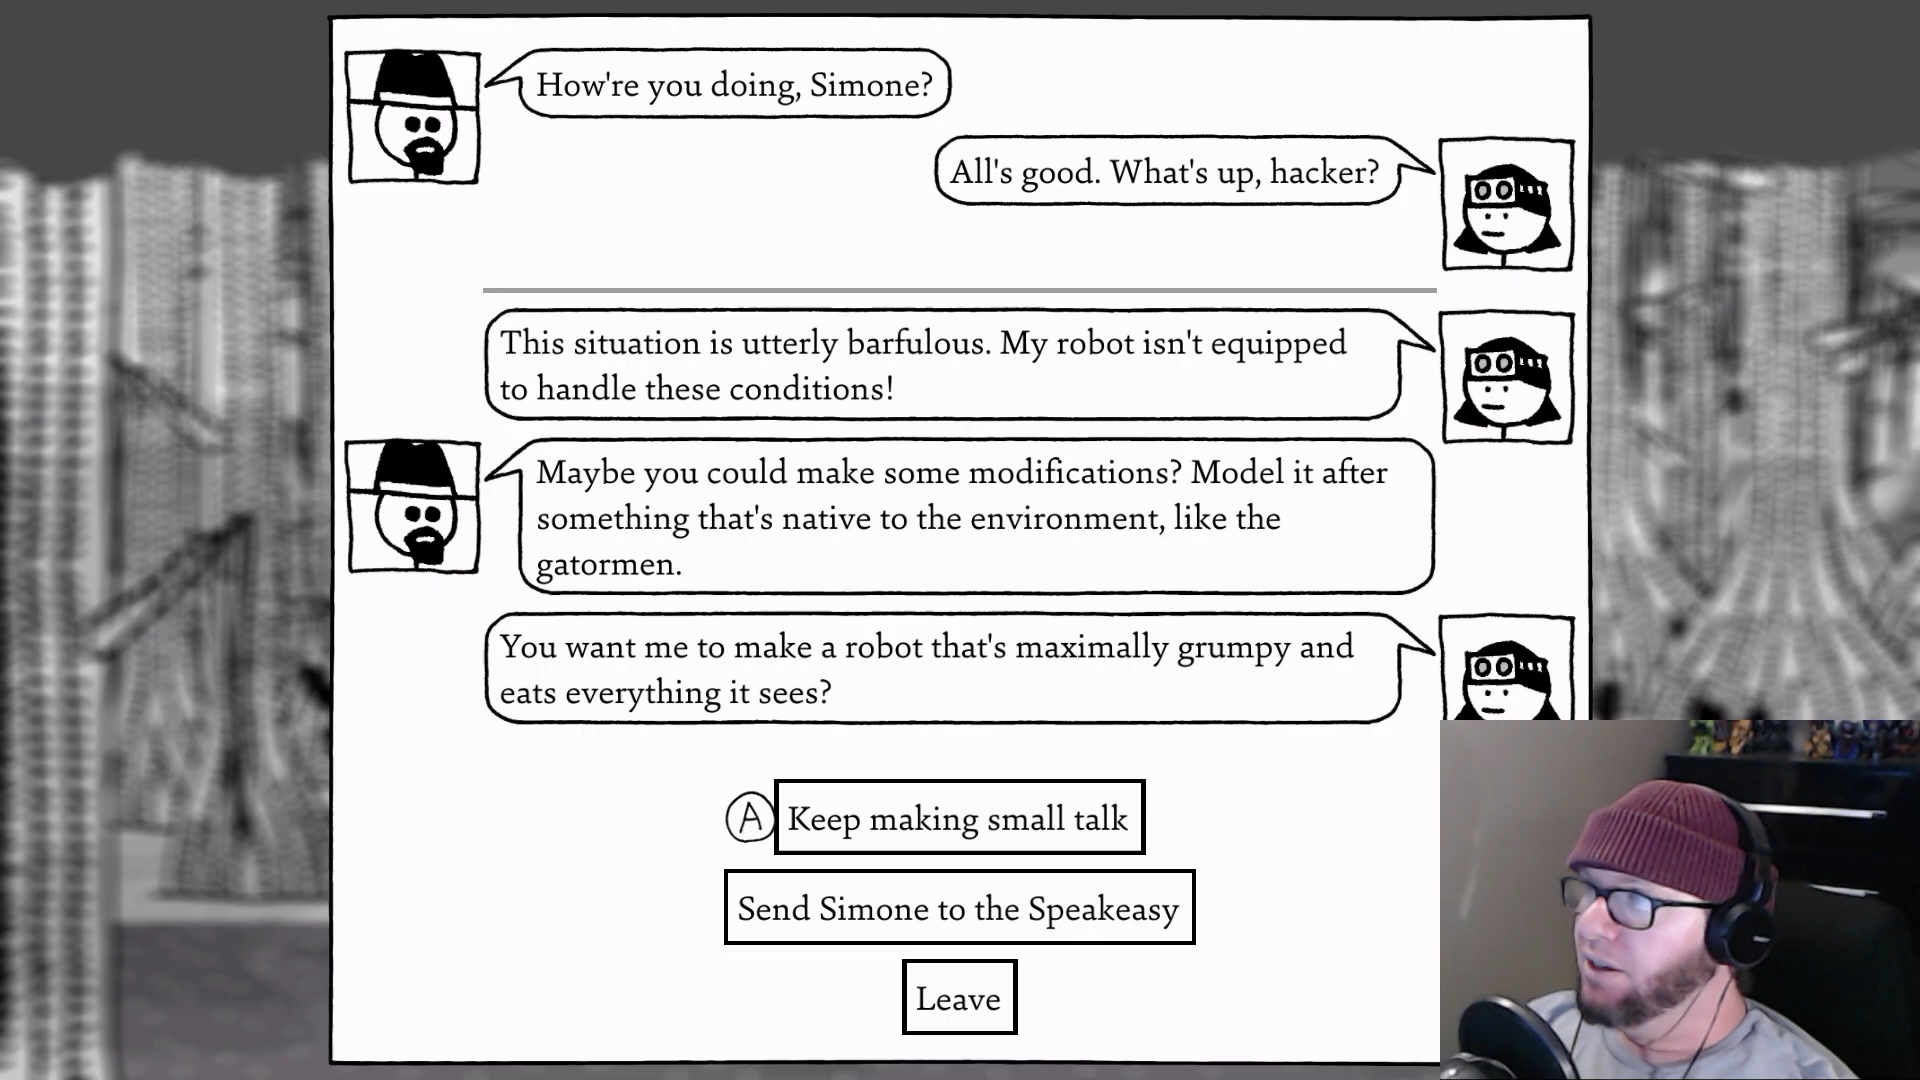 How're you doing, Simone?
All's good. What's up, hacker?
This situation is utterly barfulous. My robot isn't equipped
to handle these conditions!
Maybe you could make some modifications? Model it after
something that's native to the environment, like the
gatormen.
You want me to make a robot that's maximally grumpy and
eats everything it sees?
A Keep making small talk
Send Simone to the Speakeasy
Leave